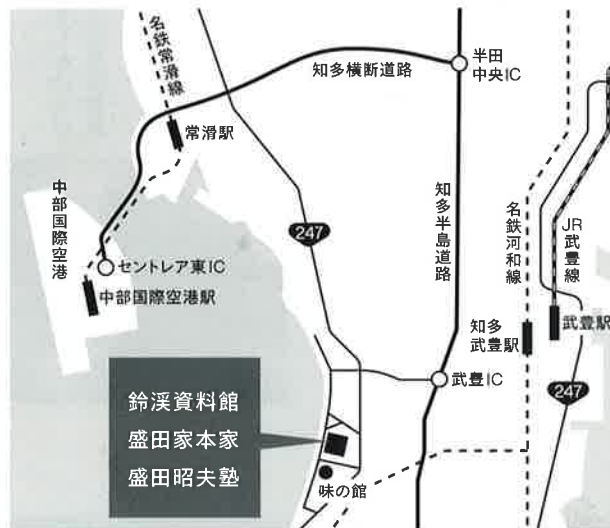 名鉄常滑線
知多横断道路
半田
中央IC
常滑駅
中部国際空港
247
知多半島道路
名鉄河和線
JR武豊線
セントレア東IC
中部国際空港駅
知多
武豊駅
武豊駅
武豊IC
247
鈴渓資料館
盛田家本家
盛田昭夫塾
味の館